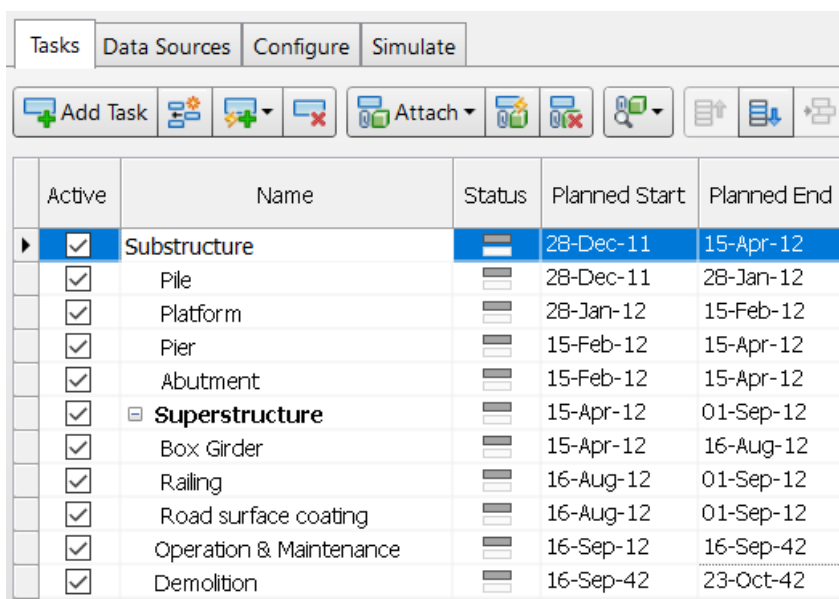 Tasks Data Sources Configure Simulate
Add Task Attach
Active Name Status Planned Start Planned End
Substructure 28-Dec-11 15-Apr-12
Pile 28-Dec-11 28-Jan-12
Platform 28-Jan-12 15-Feb-12
Pier 15-Feb-12 15-Apr-12
Abutment 15-Feb-12 15-Apr-12
Superstructure 15-Apr-12 01-Sep-12
Box Girder 15-Apr-12 16-Aug-12
Railing 16-Aug-12 01-Sep-12
Road surface coating 16-Aug-12 01-Sep-12
Operation & Maintenance 16-Sep-12 16-Sep-42
Demolition 16-Sep-42 23-Oct-42